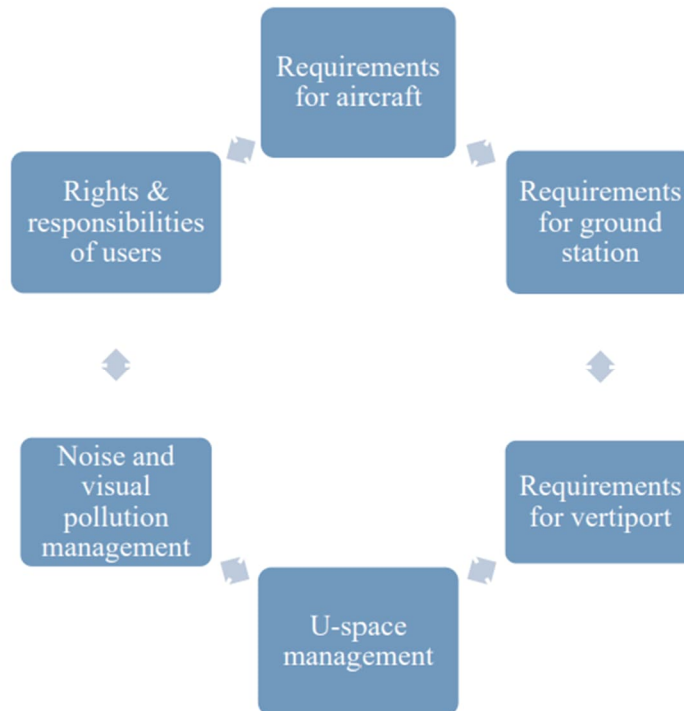 Requirements
for aircraft
Rights &
responsibilities
of users
Requirements
for ground
station
Noise and
visual
pollution
management
Requirements
for vertiport
U-space
management